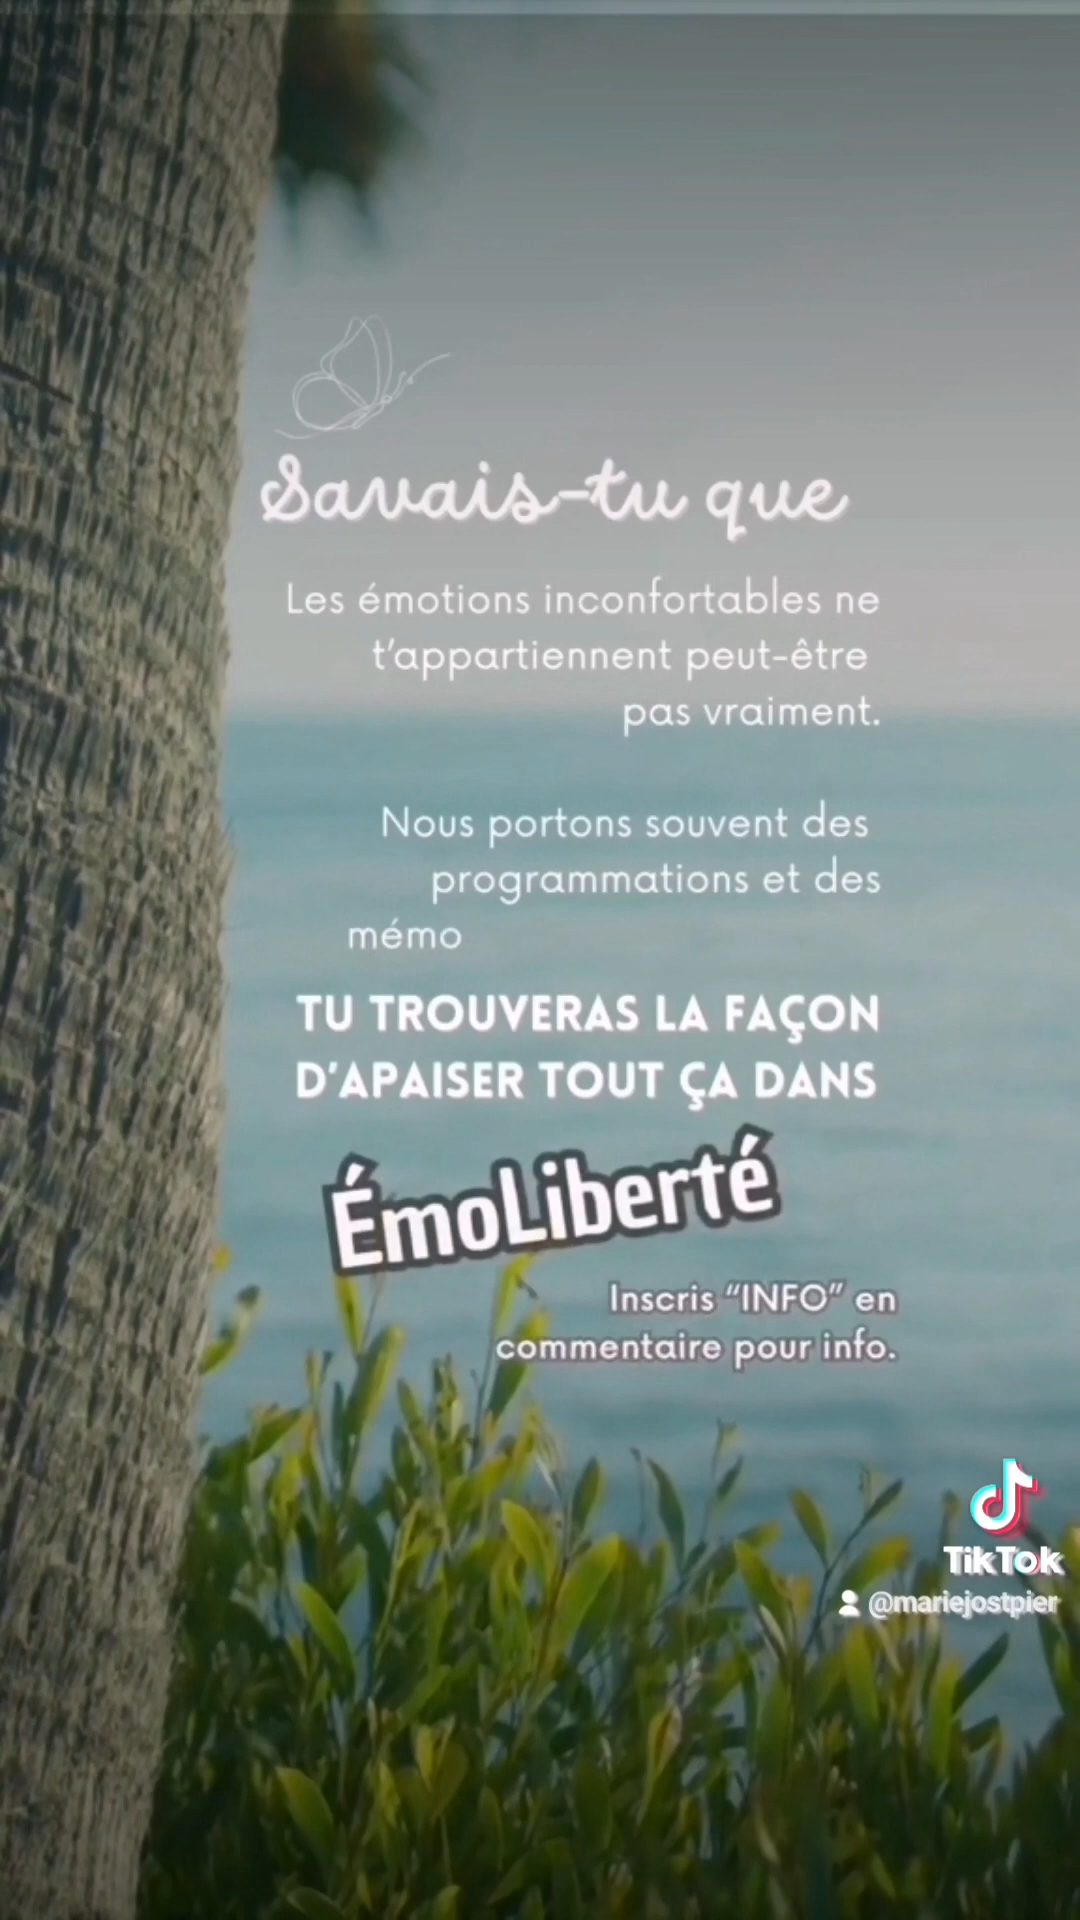 Savais-tu que
Les émotions inconfortables ne
t’appartiennent peut-être
pas vraiment.
Nous portons souvent des
programmations et des
mémo
TU TROUVERAS LA FAÇON
D’APAISER TOUT ÇA DANS
ÉmoLiberté
Inscris “INFO” en
commentaire pour info.
TikTok
@mariejostpier